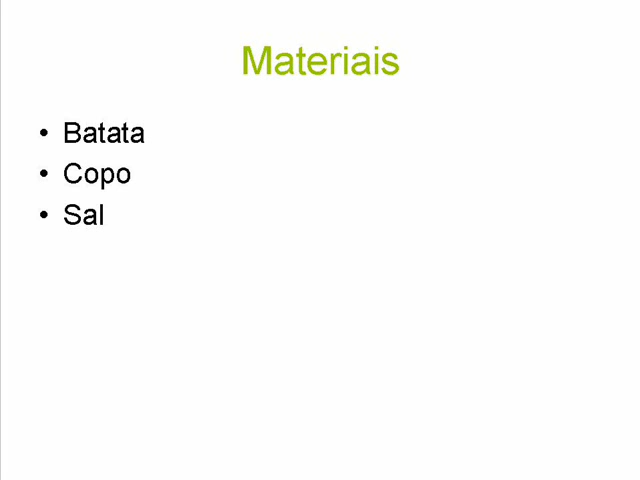 Materiais
• Batata
• Copo
• Sal